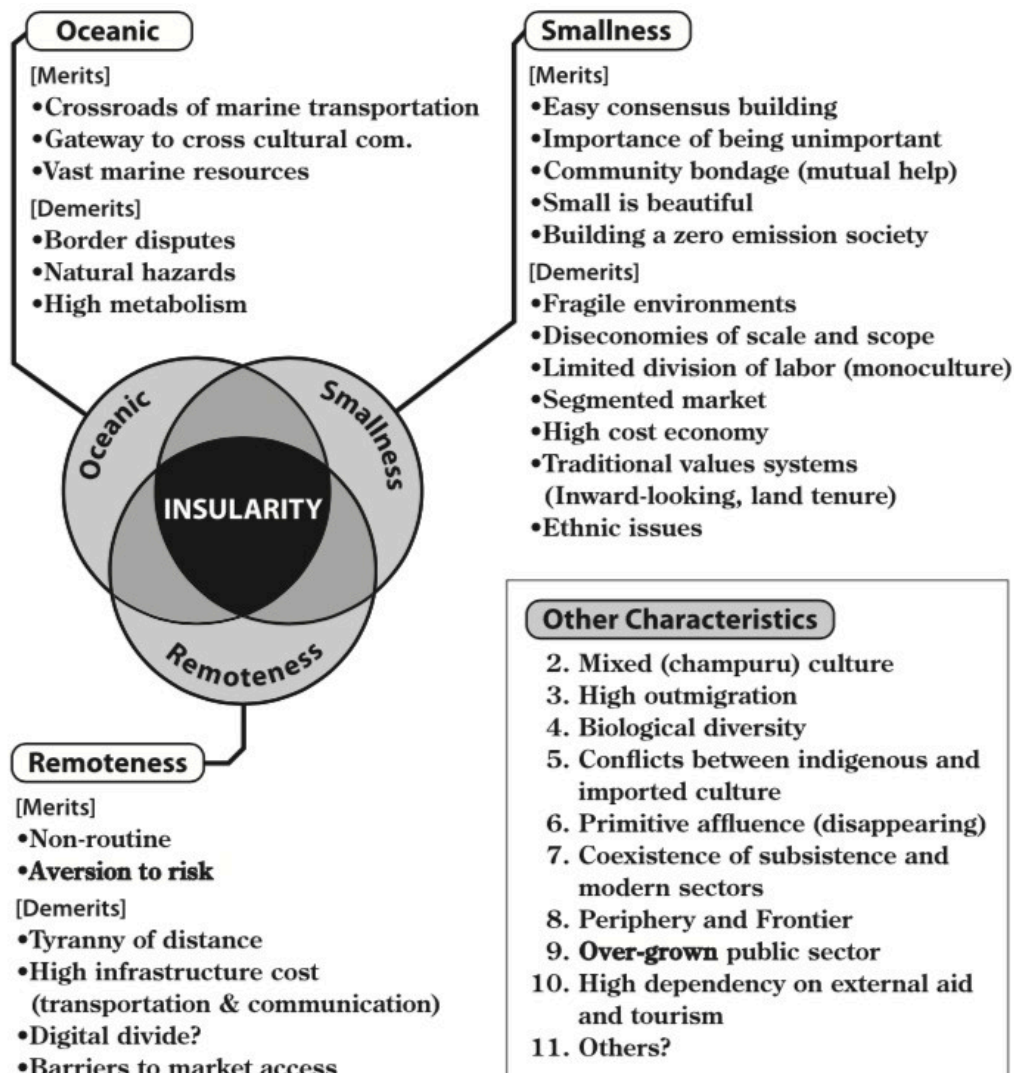 Oceanic
[Merits]
•Crossroads of marine transportation
•Gateway to cross cultural com.
•Vast marine resources
[Demerits]
•Border disputes
•Natural hazards
•High metabolism
Smallness
[Merits]
•Easy consensus building
•Importance of being unimportant
•Community bondage (mutual help)
•Small is beautiful
•Building a zero emission society
[Demerits]
•Fragile environments
•Diseconomies of scale and scope
•Limited division of labor (monoculture)
•Segmented market
•High cost economy
•Traditional values systems
(Inward-looking, land tenure)
•Ethnic issues
Oceanic
Smallness
INSULARITY
Remoteness
Remoteness
[Merits]
•Non-routine
•Aversion to risk
[Demerits]
•Tyranny of distance
•High infrastructure cost
(transportation & communication)
•Digital divide?
•Barriers to market access
Other Characteristics
2. Mixed (champuru) culture
3. High outmigration
4. Biological diversity
5. Conflicts between indigenous and
imported culture
6. Primitive affluence (disappearing)
7. Coexistence of subsistence and
modern sectors
8. Periphery and Frontier
9. Over-grown public sector
10. High dependency on external aid
and tourism
11. Others?